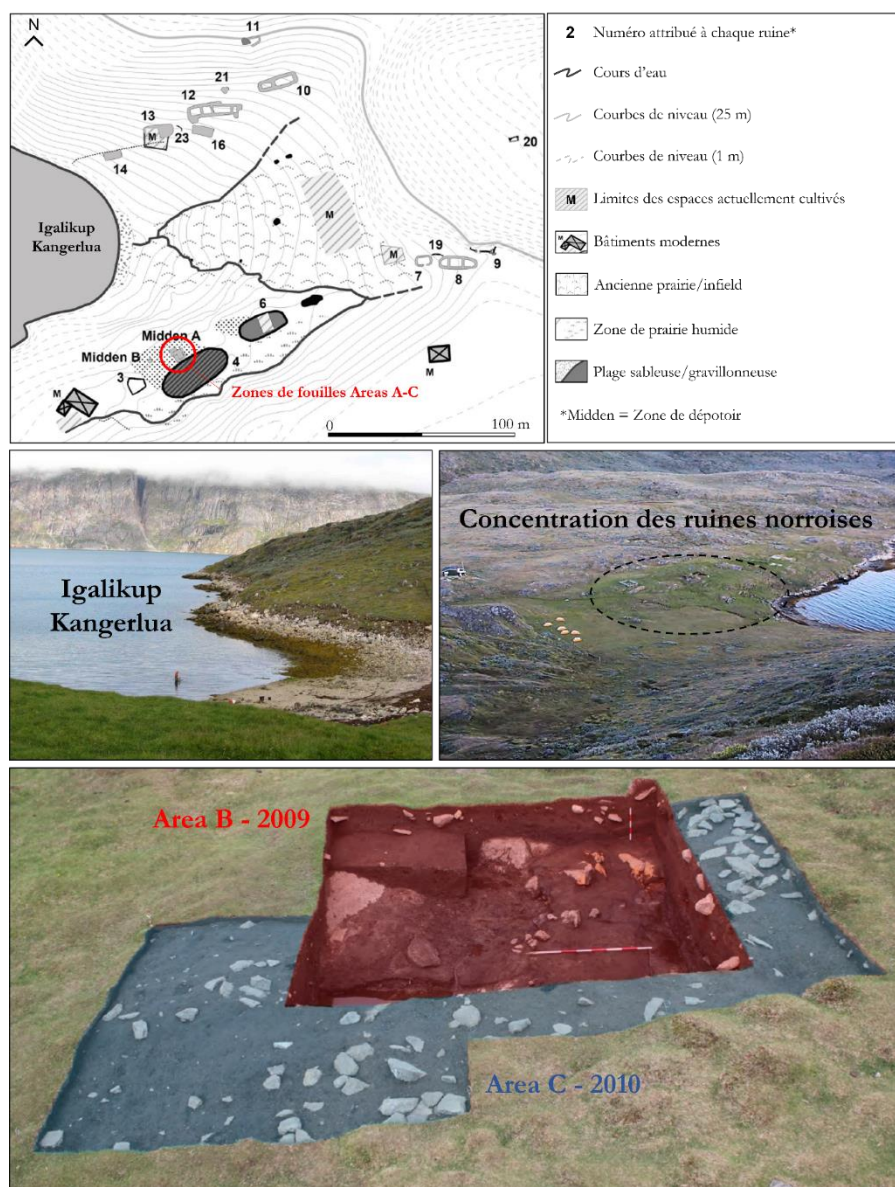 N
11
21
10
12
13
M
23
16
14
20
Igalikup
Kangerlua
M
M
19
9
7
8
6
Midden A
Midden B
4
3
M
M
Zones de fouilles Areas A-C
0
100 m
2 Numéro attribué à chaque ruine*
Cours d'eau
Courbes de niveau (25 m)
Courbes de niveau (1 m)
M Limites des espaces actuellement cultivés
M Bâtiments modernes
Ancienne prairie/infield
Zone de prairie humide
Plage sableuse/gravillonneuse
*Midden = Zone de dépotoir
Igalikup
Kangerlua
Concentration des ruines norroises
Area B - 2009
Area C - 2010